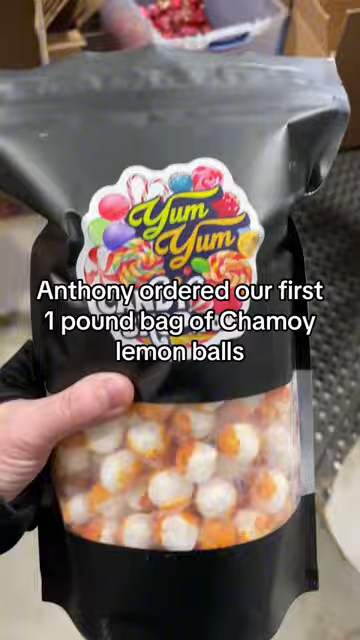 Yum
Yum
Anthony ordered our first
1 pound bag of Chamoy
lemon balls